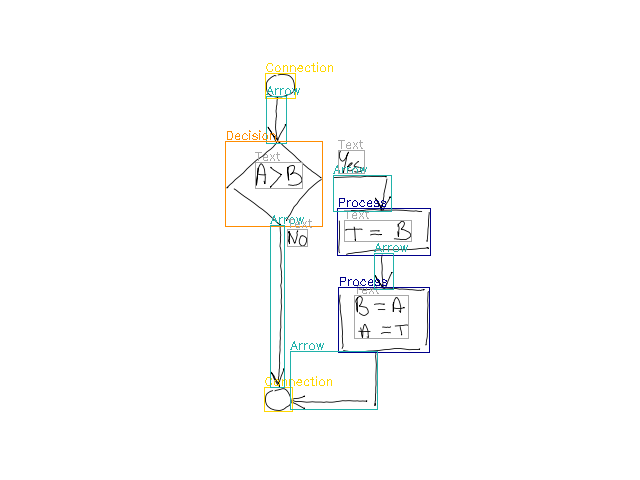 Connection
Arrow
Decision
Text
A>B
Text
Yes
Arrow
Process
Text
T = B
Arrow
Text
No
Arrow
Process
Text
B = A
A = T
Arrow
Connection